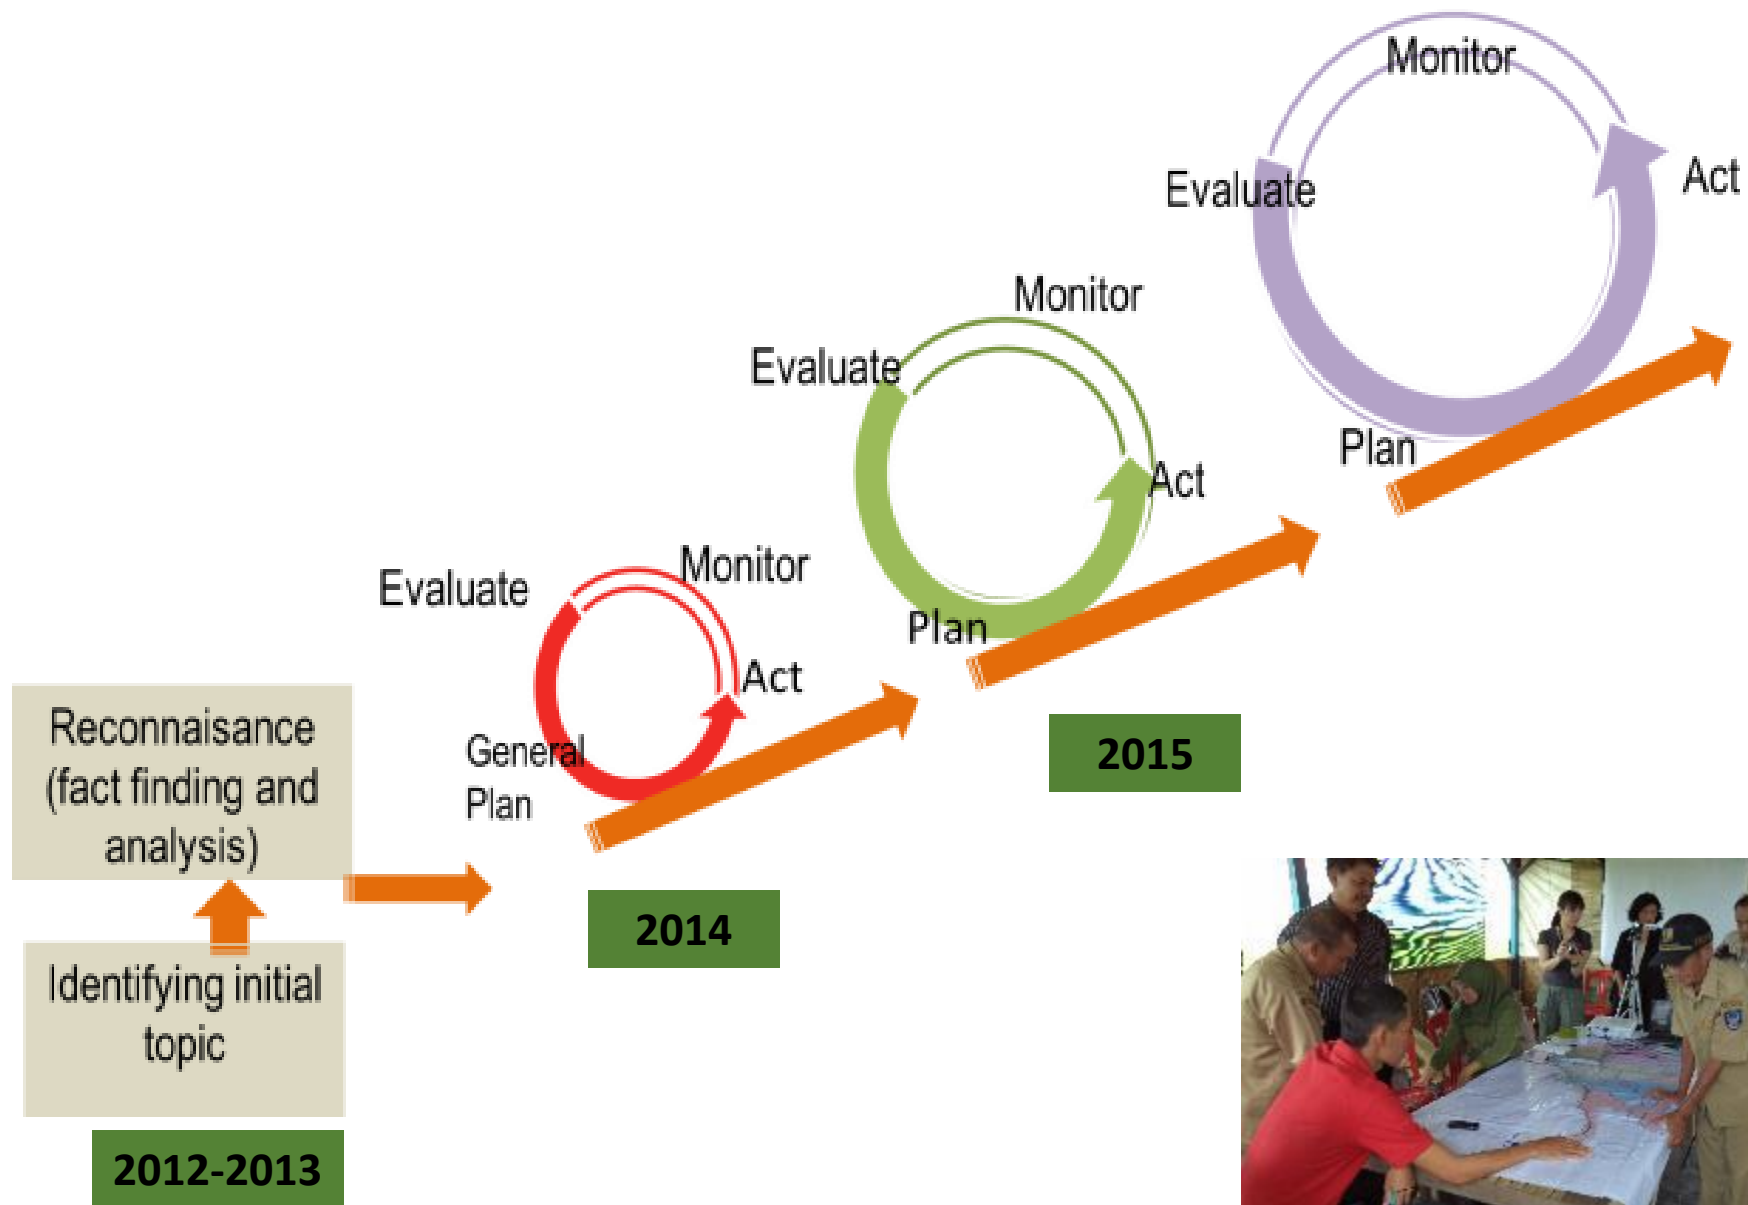 Monitor
Evaluate
Act
Plan
Monitor
Evaluate
Act
Plan
2015
Evaluate
Monitor
Act
General
Plan
2014
Reconnaisance
(fact finding and
analysis)
Identifying initial
topic
2012-2013